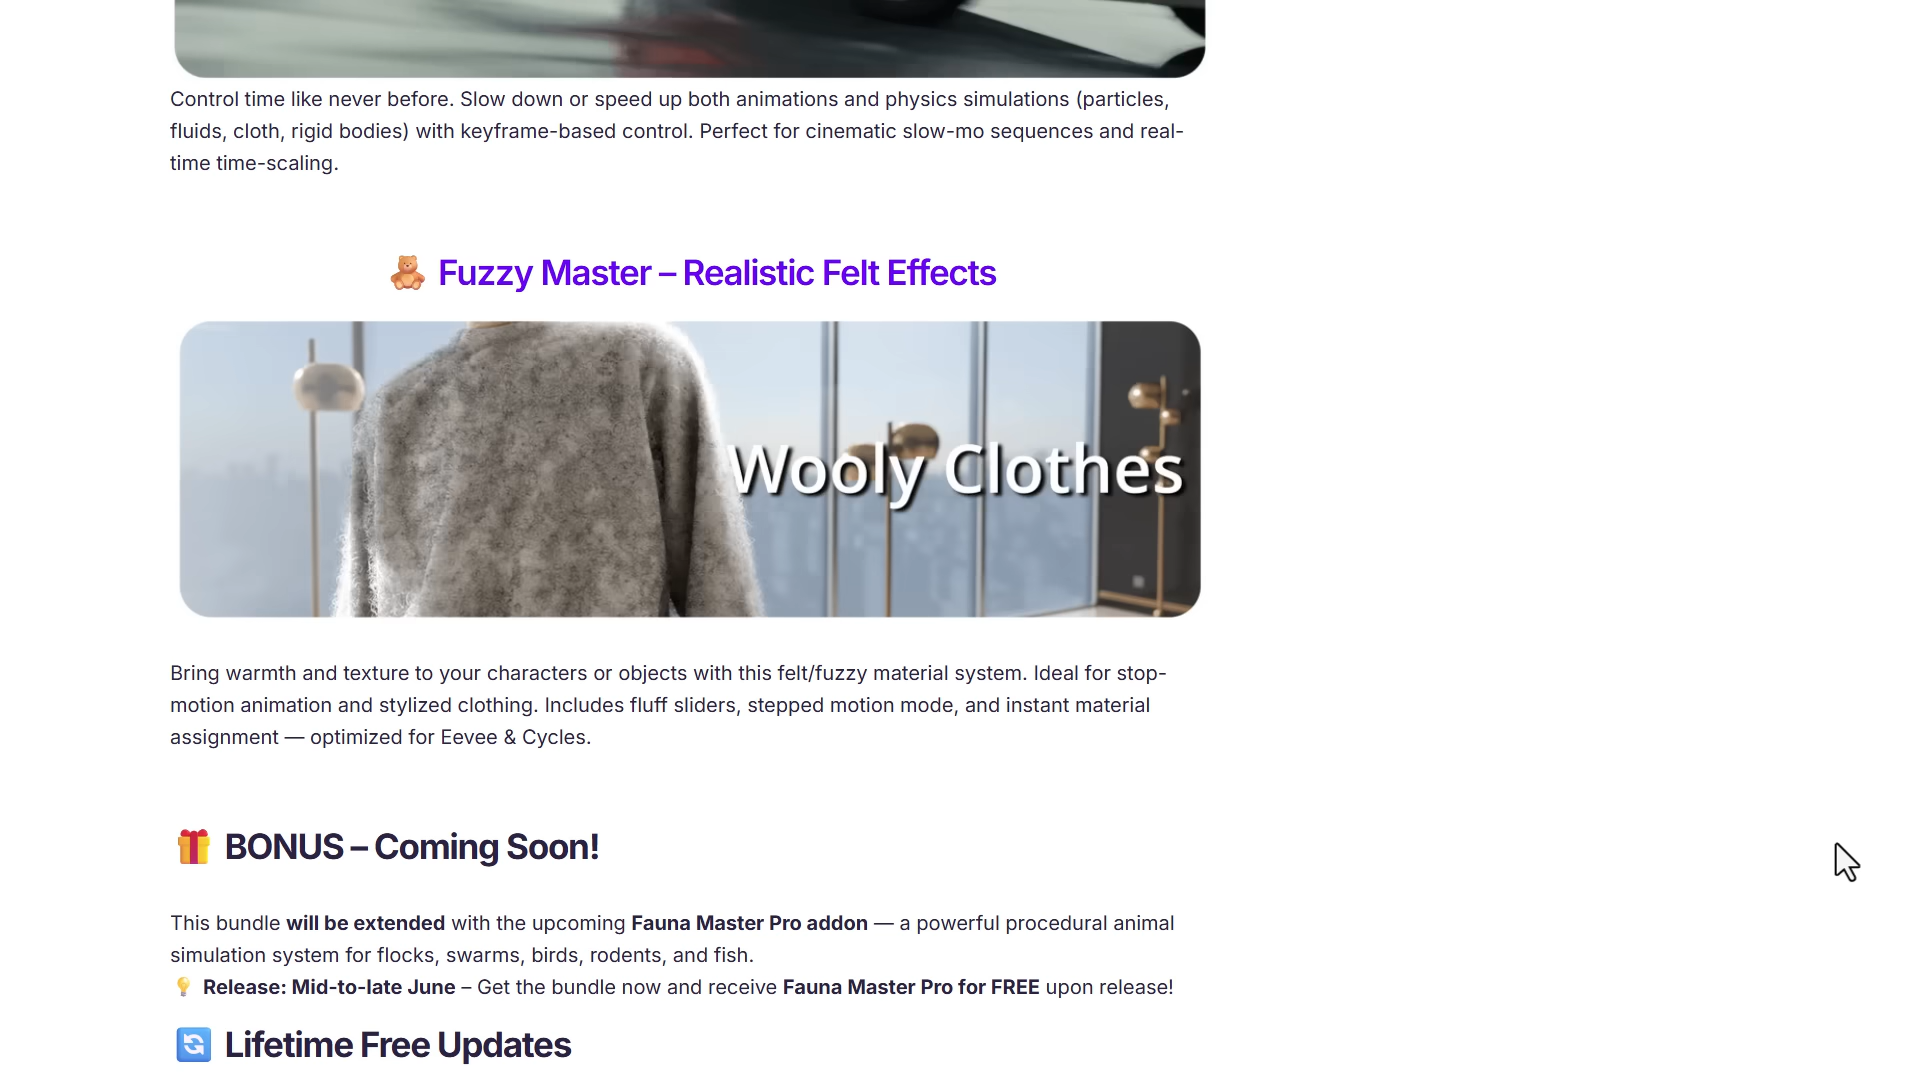 Control time like never before. Slow down or speed up both animations and physics simulations (particles,
fluids, cloth, rigid bodies) with keyframe-based control. Perfect for cinematic slow-mo sequences and real-
time time-scaling.
🧸 Fuzzy Master – Realistic Felt Effects
Wooly Clothes
Bring warmth and texture to your characters or objects with this felt/fuzzy material system. Ideal for stop-
motion animation and stylized clothing. Includes fluff sliders, stepped motion mode, and instant material
assignment — optimized for Eevee & Cycles.
🎁 BONUS – Coming Soon!
This bundle will be extended with the upcoming Fauna Master Pro addon — a powerful procedural animal
simulation system for flocks, swarms, birds, rodents, and fish.
💡 Release: Mid-to-late June – Get the bundle now and receive Fauna Master Pro for FREE upon release!
🔄 Lifetime Free Updates